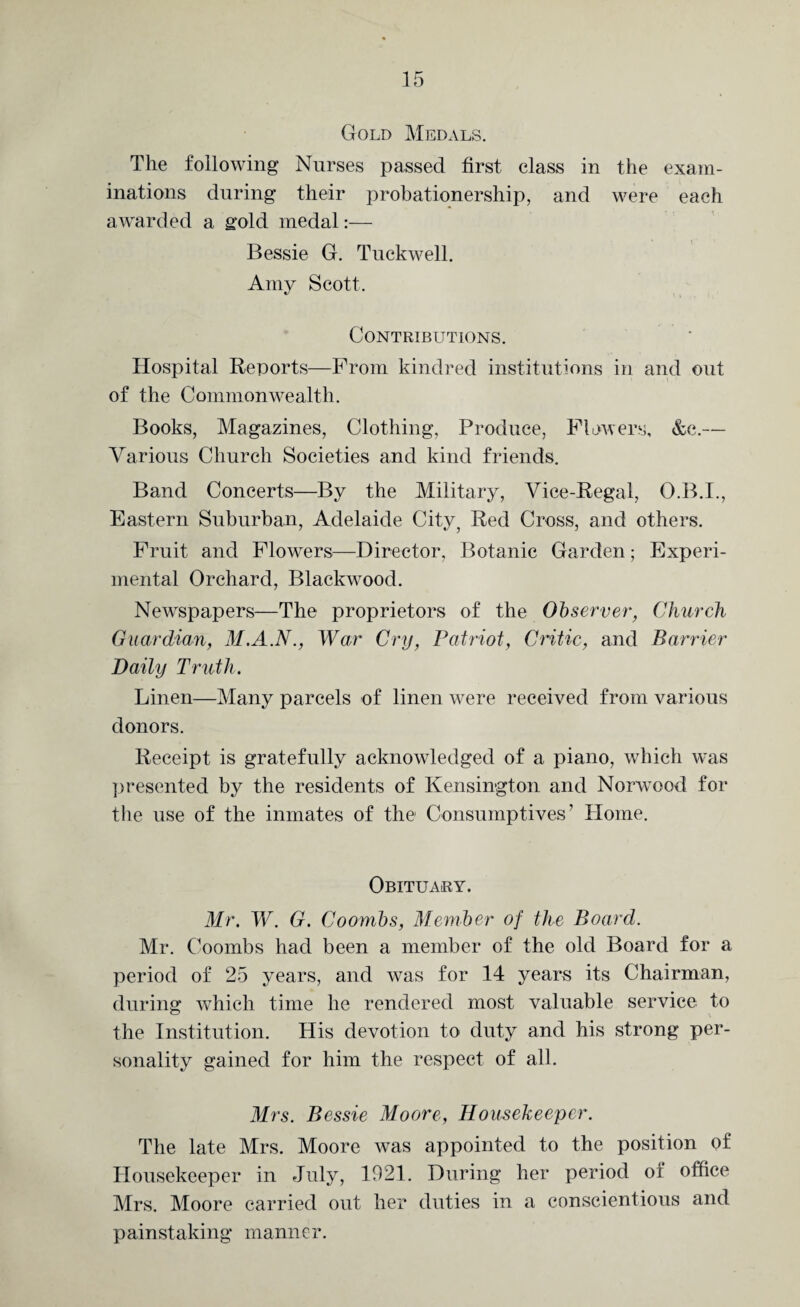 15
Gold Medals.
The following Nurses passed first class in the exam-
inations during their probationership, and were each
awarded a gold medal:—
Bessie G. Tuckwell.
Amy Scott.
Contributions.
Hospital Reports—From kindred institutions in and out
of the Commonwealth.
Books, Magazines, Clothing, Produce, Flowers, &c.—
Various Church Societies and kind friends.
Band Concerts—By the Military, Vice-Regal, O.B.I.,
Eastern Suburban, Adelaide City, Red Cross, and others.
Fruit and Flowers—Director, Botanic Garden; Experi-
mental Orchard, Blackwood.
Newspapers—The proprietors of the Observer, Church
Guardian, M.A.N., War Cry, Patriot, Critic, and Barrier
Daily Truth.
Linen—Many parcels of linen were received from various
donors.
Receipt is gratefully acknowledged of a piano, which was
presented by the residents of Kensington and Norwood for
the use of the inmates of the Consumptives' Home.
Obituary.
Mr. W. G. Coombs, Member of the Board.
Mr. Coombs had been a member of the old Board for a
period of 25 years, and was for 14 years its Chairman,
during which time he rendered most valuable service to
the Institution. His devotion to duty and his strong per-
sonality gained for him the respect of all.
Mrs. Bessie Moore, Housekeeper.
The late Mrs. Moore was appointed to the position of
Housekeeper in July, 1921. During her period of office
Mrs. Moore carried out her duties in a conscientious and
painstaking manner.